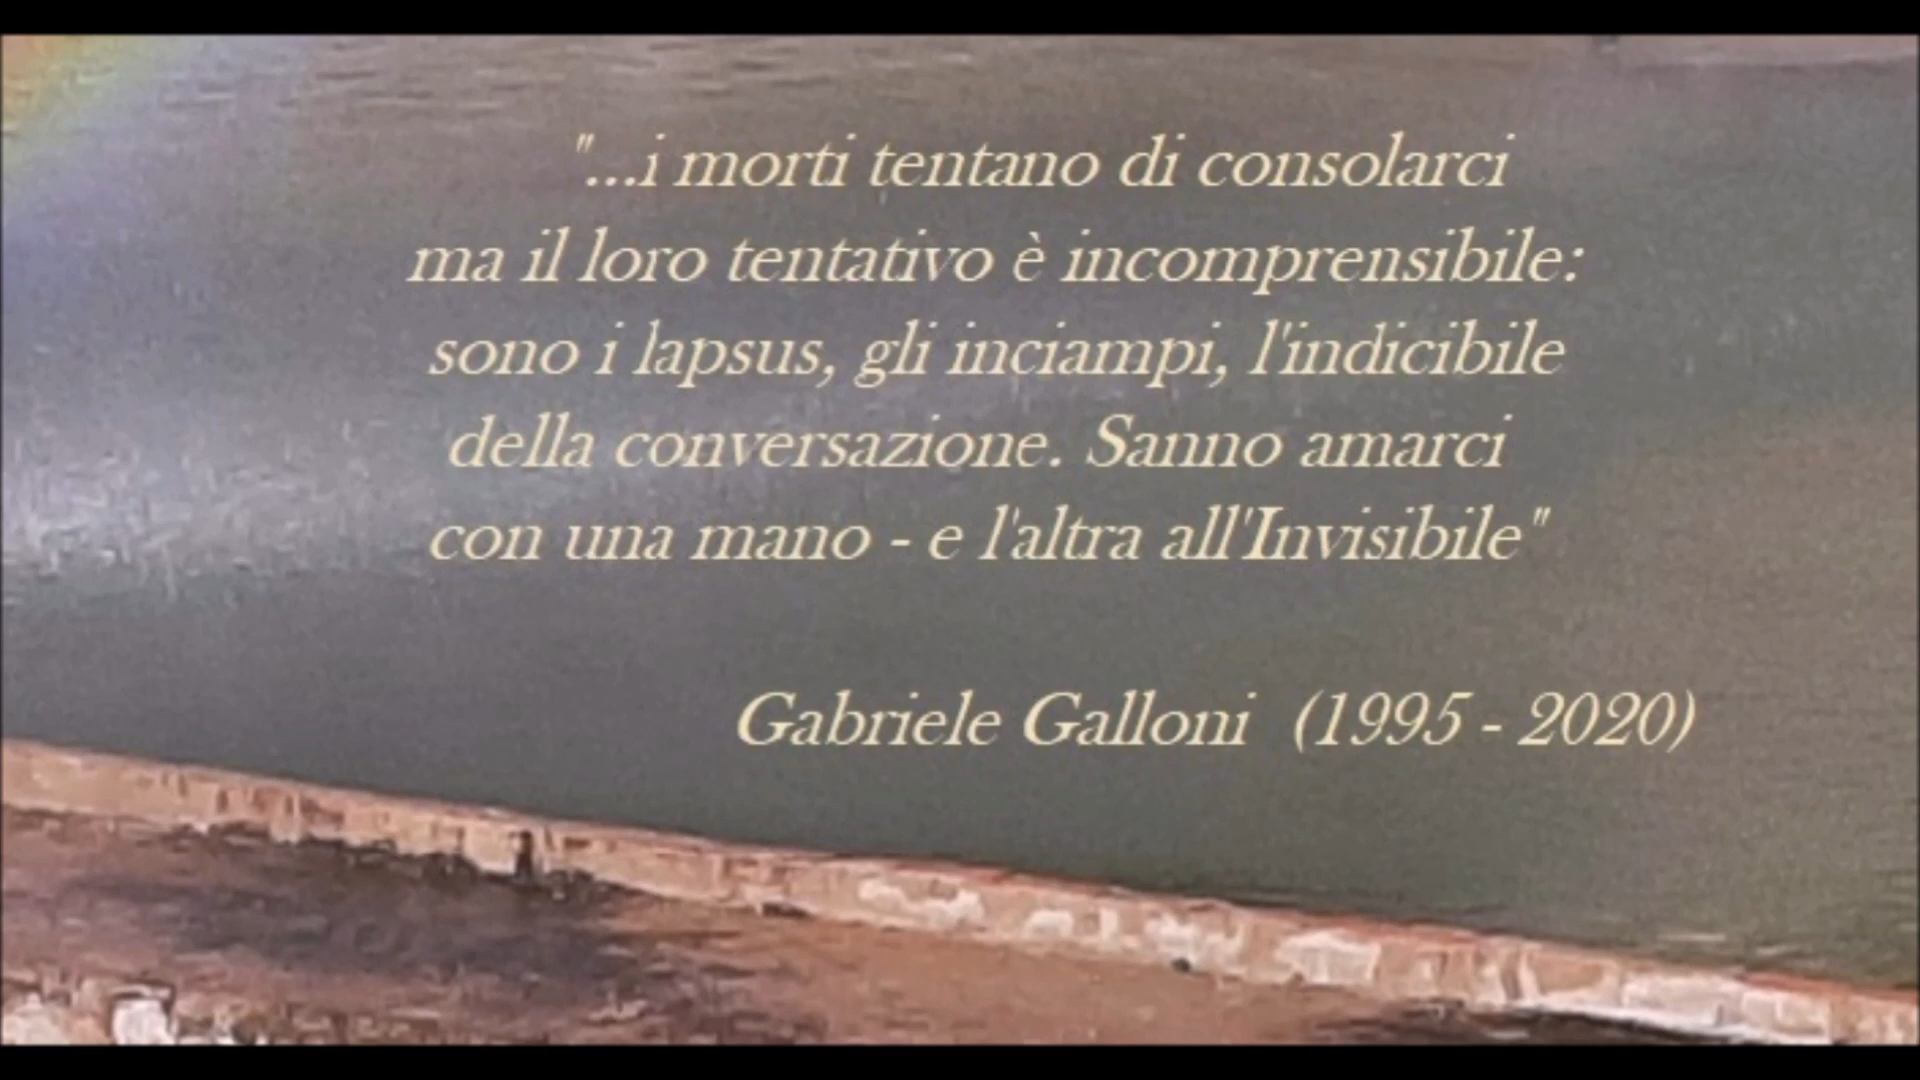 "...i morti tentano di consolarci
ma il loro tentativo è incomprensibile:
sono i lapsus, gli inciampi, l'indicibile
della conversazione. Sanno amarci
con una mano - e l'altra all'Invisibile"
Gabriele Galloni (1995 - 2020)